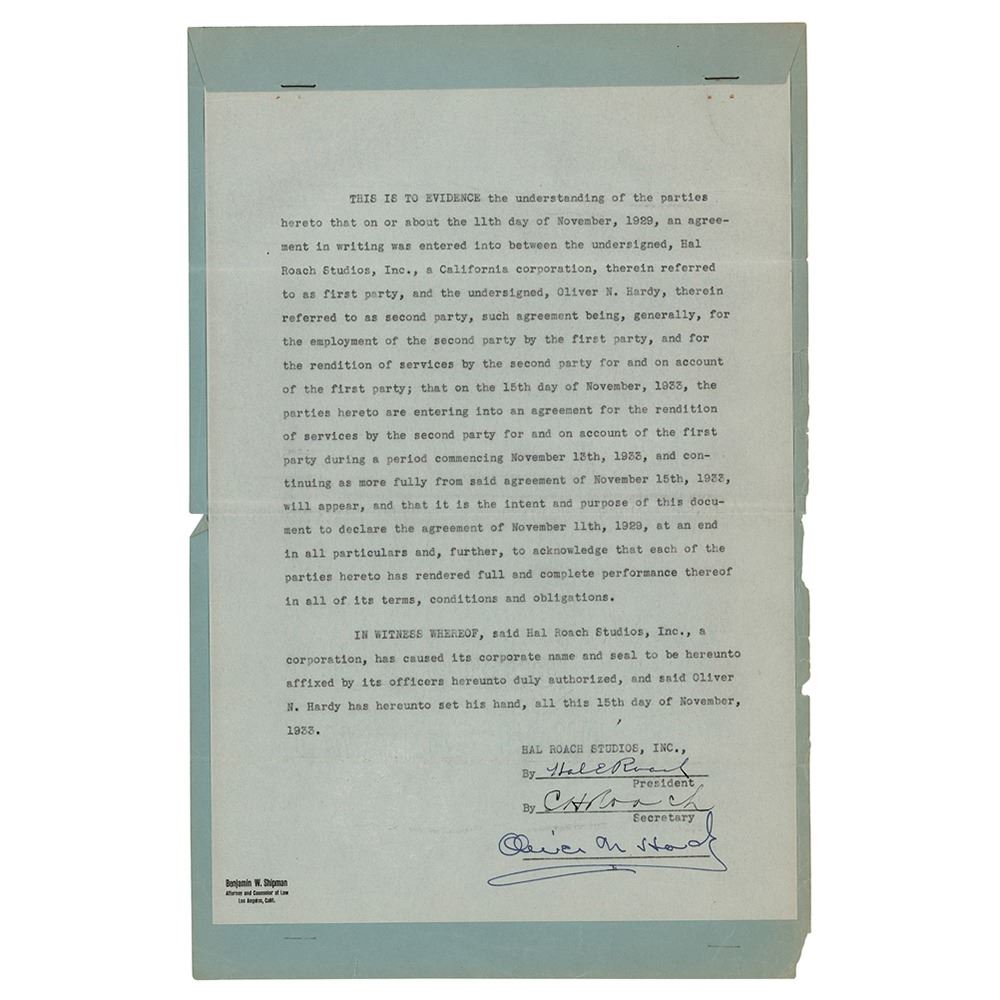 THIS IS TO EVIDENCE the understanding of the parties
hereto that on or about the 11th day of November, 1929, an agree-
ment in writing was entered into between the undersigned, Hal
Roach Studios, Inc., a California corporation, therein referred
to as first party, and the undersigned, Oliver N. Hardy, therein
referred to as second party, such agreement being, generally, for
the employment of the second party by the first party, and for
the rendition of services by the second party for and on account
of the first party; that on the 15th day of November, 1933, the
parties hereto are entering into an agreement for the rendition
of services by the second party for and on account of the first
party during a period commencing November 13th, 1933, and con-
tinuing as more fully from said agreement of November 15th, 1933,
will appear, and that it is the intent and purpose of this docu-
ment to declare the agreement of November 11th, 1929, at an end
in all particulars and, further, to acknowledge that each of the
parties hereto has rendered full and complete performance thereof
in all of its terms, conditions and obligations.
IN WITNESS WHEREOF, said Hal Roach Studios, Inc., a
corporation, has caused its corporate name and seal to be hereunto
affixed by its officers hereunto duly authorized, and said Oliver
N. Hardy has hereunto set his hand, all this 15th day of November,
1933.
HAL ROACH STUDIOS, INC.,
By Hal E Roach
President
By C H Roach
Secretary
Oliver N. Hardy
Benjamin W. Shipman
Attorney and Counselor at Law
Los Angeles, Calif.